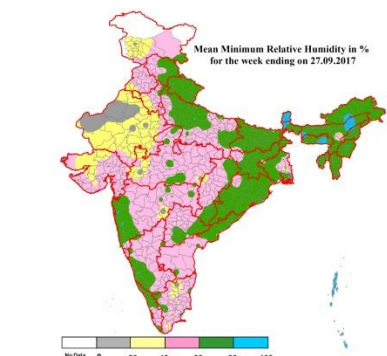 Mean Minimum Relative Humidity in %
for the week ending on 27.09.2017
No Data